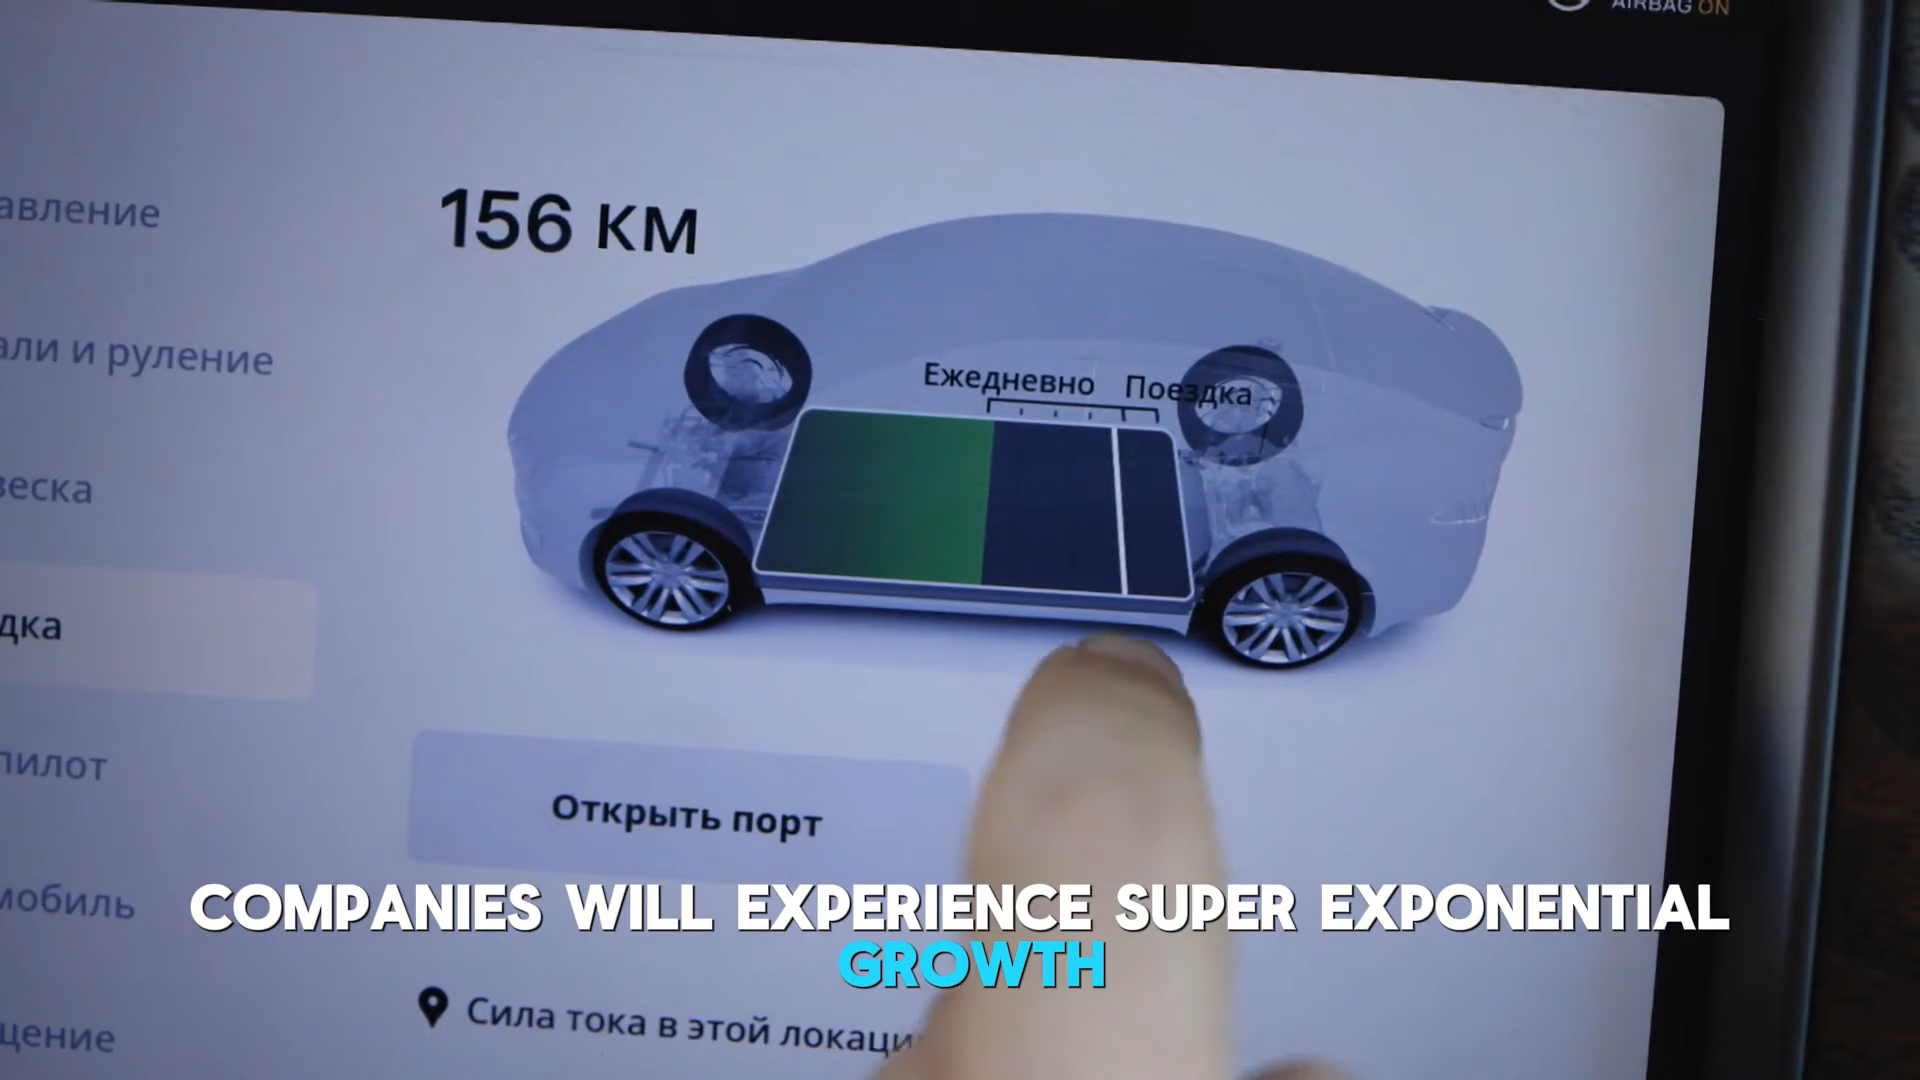 AIRBAG ON
авление
156 КМ
али и руление
Ежедневно Поездка
веска
дка
пилот
Открыть порт
мобиль
COMPANIES WILL EXPERIENCE SUPER EXPONENTIAL
GROWTH
Сила тока в этой локаци
щение